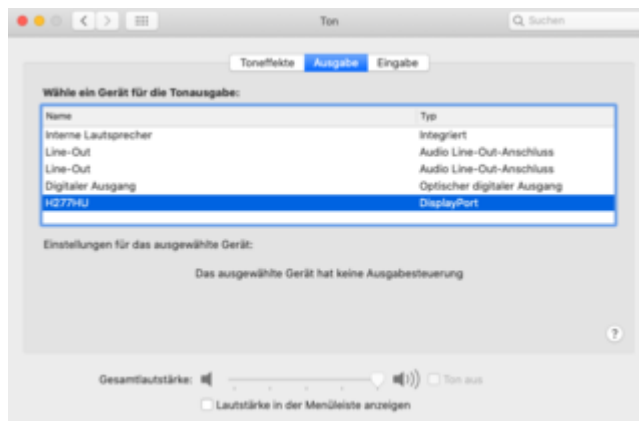 Ton
Suchen
Toneffekte Ausgabe Eingabe
Wähle ein Gerät für die Tonausgabe:
Name Typ
Interne Lautsprecher Integriert
Line-Out Audio Line-Out-Anschluss
Line-Out Audio Line-Out-Anschluss
Digitaler Ausgang Optischer digitaler Ausgang
H277HU DisplayPort
Einstellungen für das ausgewählte Gerät:
Das ausgewählte Gerät hat keine Ausgabesteuerung
?
Gesamtlautstärke: Ton aus
Lautstärke in der Menüleiste anzeigen